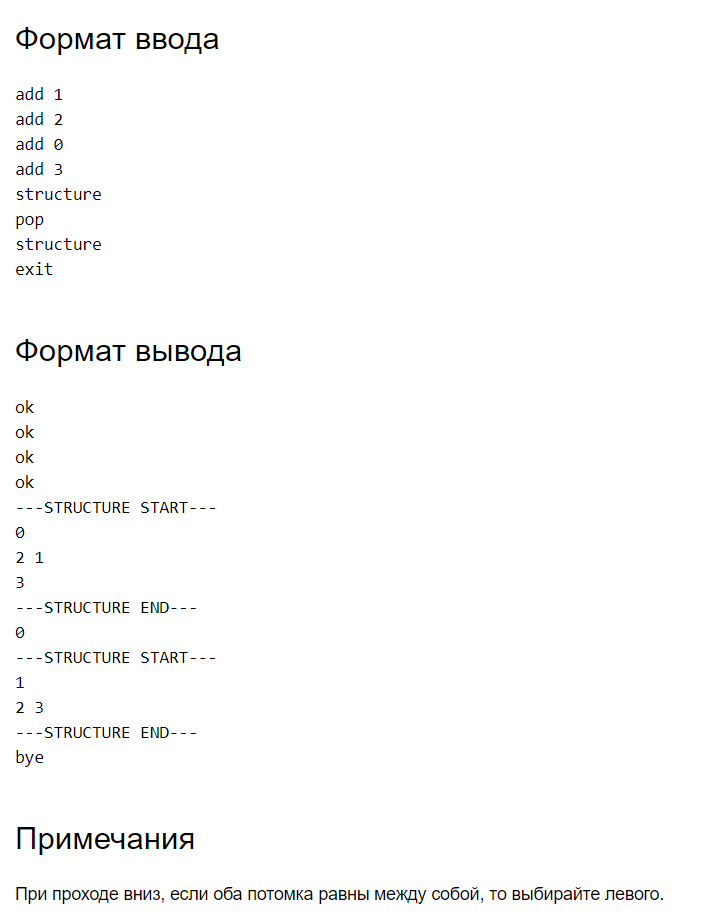 Формат ввода
add 1
add 2
add 0
add 3
structure
pop
structure
exit
Формат вывода
ok
ok
ok
ok
---STRUCTURE START---
0
2 1
3
---STRUCTURE END---
0
---STRUCTURE START---
1
2 3
---STRUCTURE END---
bye
Примечания
При проходе вниз, если оба потомка равны между собой, то выбирайте левого.